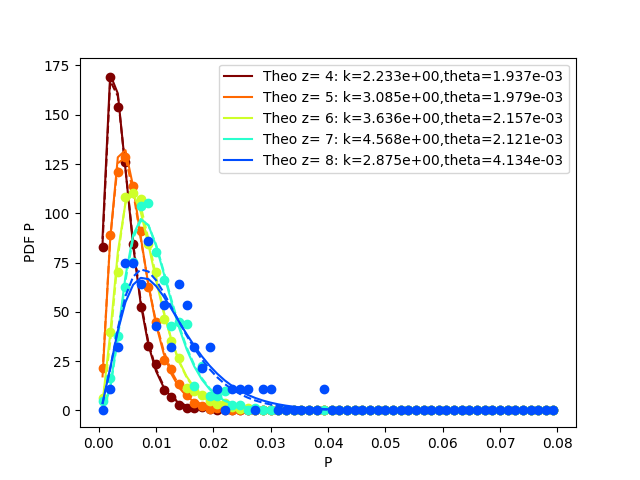 175
150
125
100
75
50
25
0
PDF P
Theo z= 4: k=2.233e+00,theta=1.937e-03
Theo z= 5: k=3.085e+00,theta=1.979e-03
Theo z= 6: k=3.636e+00,theta=2.157e-03
Theo z= 7: k=4.568e+00,theta=2.121e-03
Theo z= 8: k=2.875e+00,theta=4.134e-03
0.00 0.01 0.02 0.03 0.04 0.05 0.06 0.07 0.08
P